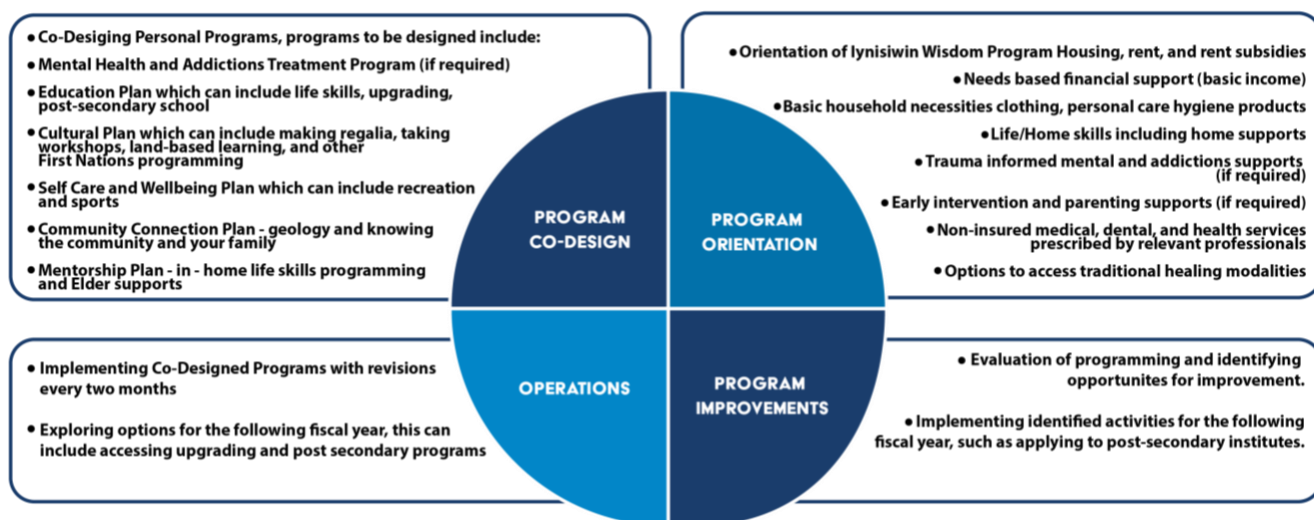 • Co-Desiging Personal Programs, programs to be designed include:
• Mental Health and Addictions Treatment Program (if required)
• Education Plan which can include life skills, upgrading,
post-secondary school
• Cultural Plan which can include making regalia, taking
workshops, land-based learning, and other
First Nations programming
• Self Care and Wellbeing Plan which can include recreation
and sports
• Community Connection Plan - geology and knowing
the community and your family
• Mentorship Plan - in - home life skills programming
and Elder supports
PROGRAM
CO-DESIGN
• Orientation of Iynisiwin Wisdom Program Housing, rent, and rent subsidies
• Needs based financial support (basic income)
• Basic household necessities clothing, personal care hygiene products
• Life/Home skills including home supports
• Trauma informed mental and addictions supports
(if required)
• Early intervention and parenting supports (if required)
• Non-insured medical, dental, and health services
prescribed by relevant professionals
• Options to access traditional healing modalities
PROGRAM
ORIENTATION
• Implementing Co-Designed Programs with revisions
every two months
• Exploring options for the following fiscal year, this can
include accessing upgrading and post secondary programs
OPERATIONS
PROGRAM
IMPROVEMENTS
• Evaluation of programming and identifying
opportunites for improvement.
• Implementing identified activities for the following
fiscal year, such as applying to post-secondary institutes.